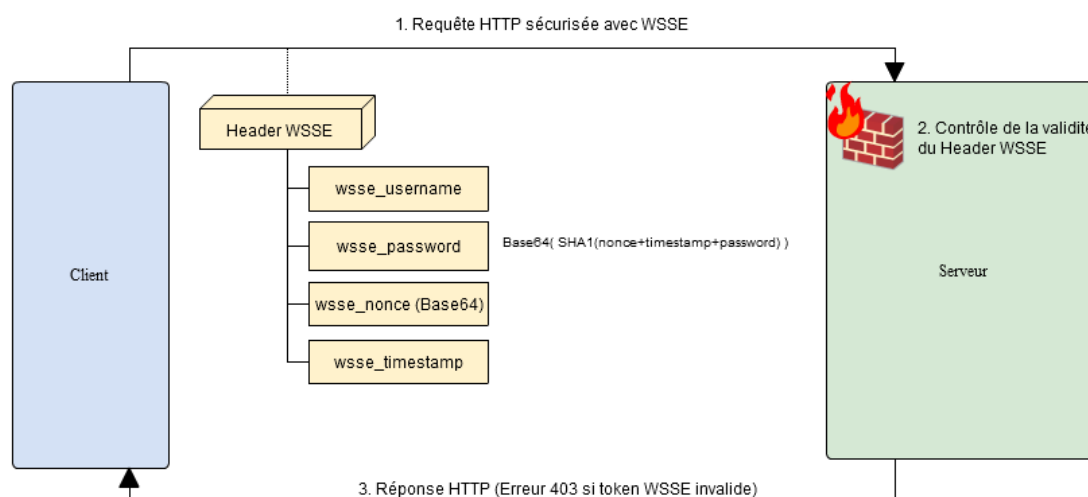 1. Requête HTTP sécurisée avec WSSE
Header WSSE
2. Contrôle de la validité
du Header WSSE
wsse_username
wsse_password
Base64( SHA1(nonce+timestamp+password) )
Client
Serveur
wsse_nonce (Base64)
wsse_timestamp
3. Réponse HTTP (Erreur 403 si token WSSE invalide)